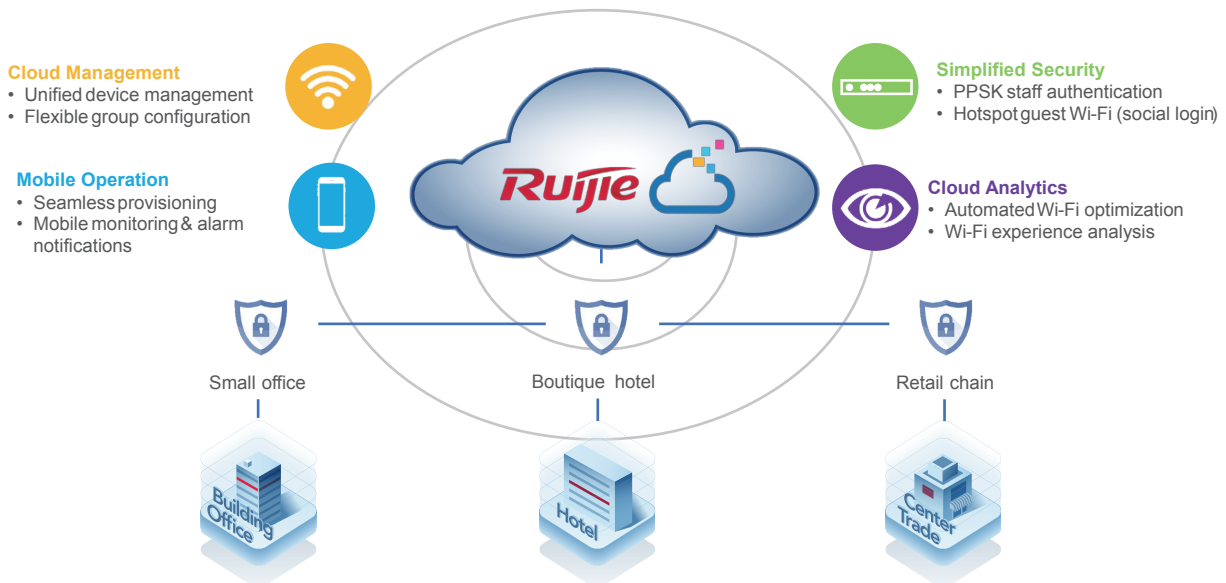 Cloud Management
• Unified device management
• Flexible group configuration
Mobile Operation
• Seamless provisioning
• Mobile monitoring & alarm
notifications
Ruijie
Simplified Security
• PPSK staff authentication
• Hotspot guest Wi-Fi (social login)
Cloud Analytics
• Automated Wi-Fi optimization
• Wi-Fi experience analysis
Small office
Boutique hotel
Retail chain
Building
Office
Hotel
Center
Trade